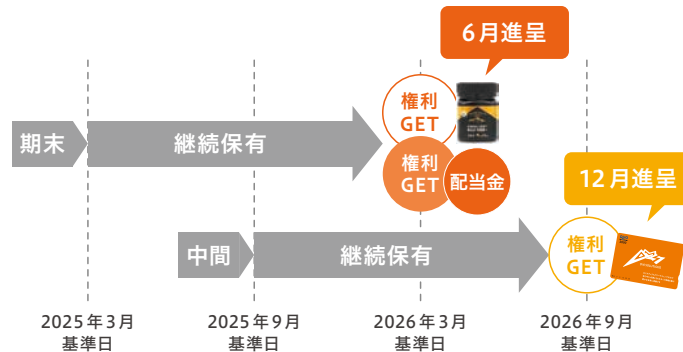 6月進呈
権利
GET
期末
継続保有
権利
GET
配当金
12月進呈
中間
継続保有
権利
GET
2025年3月
基準日
2025年9月
基準日
2026年3月
基準日
2026年9月
基準日